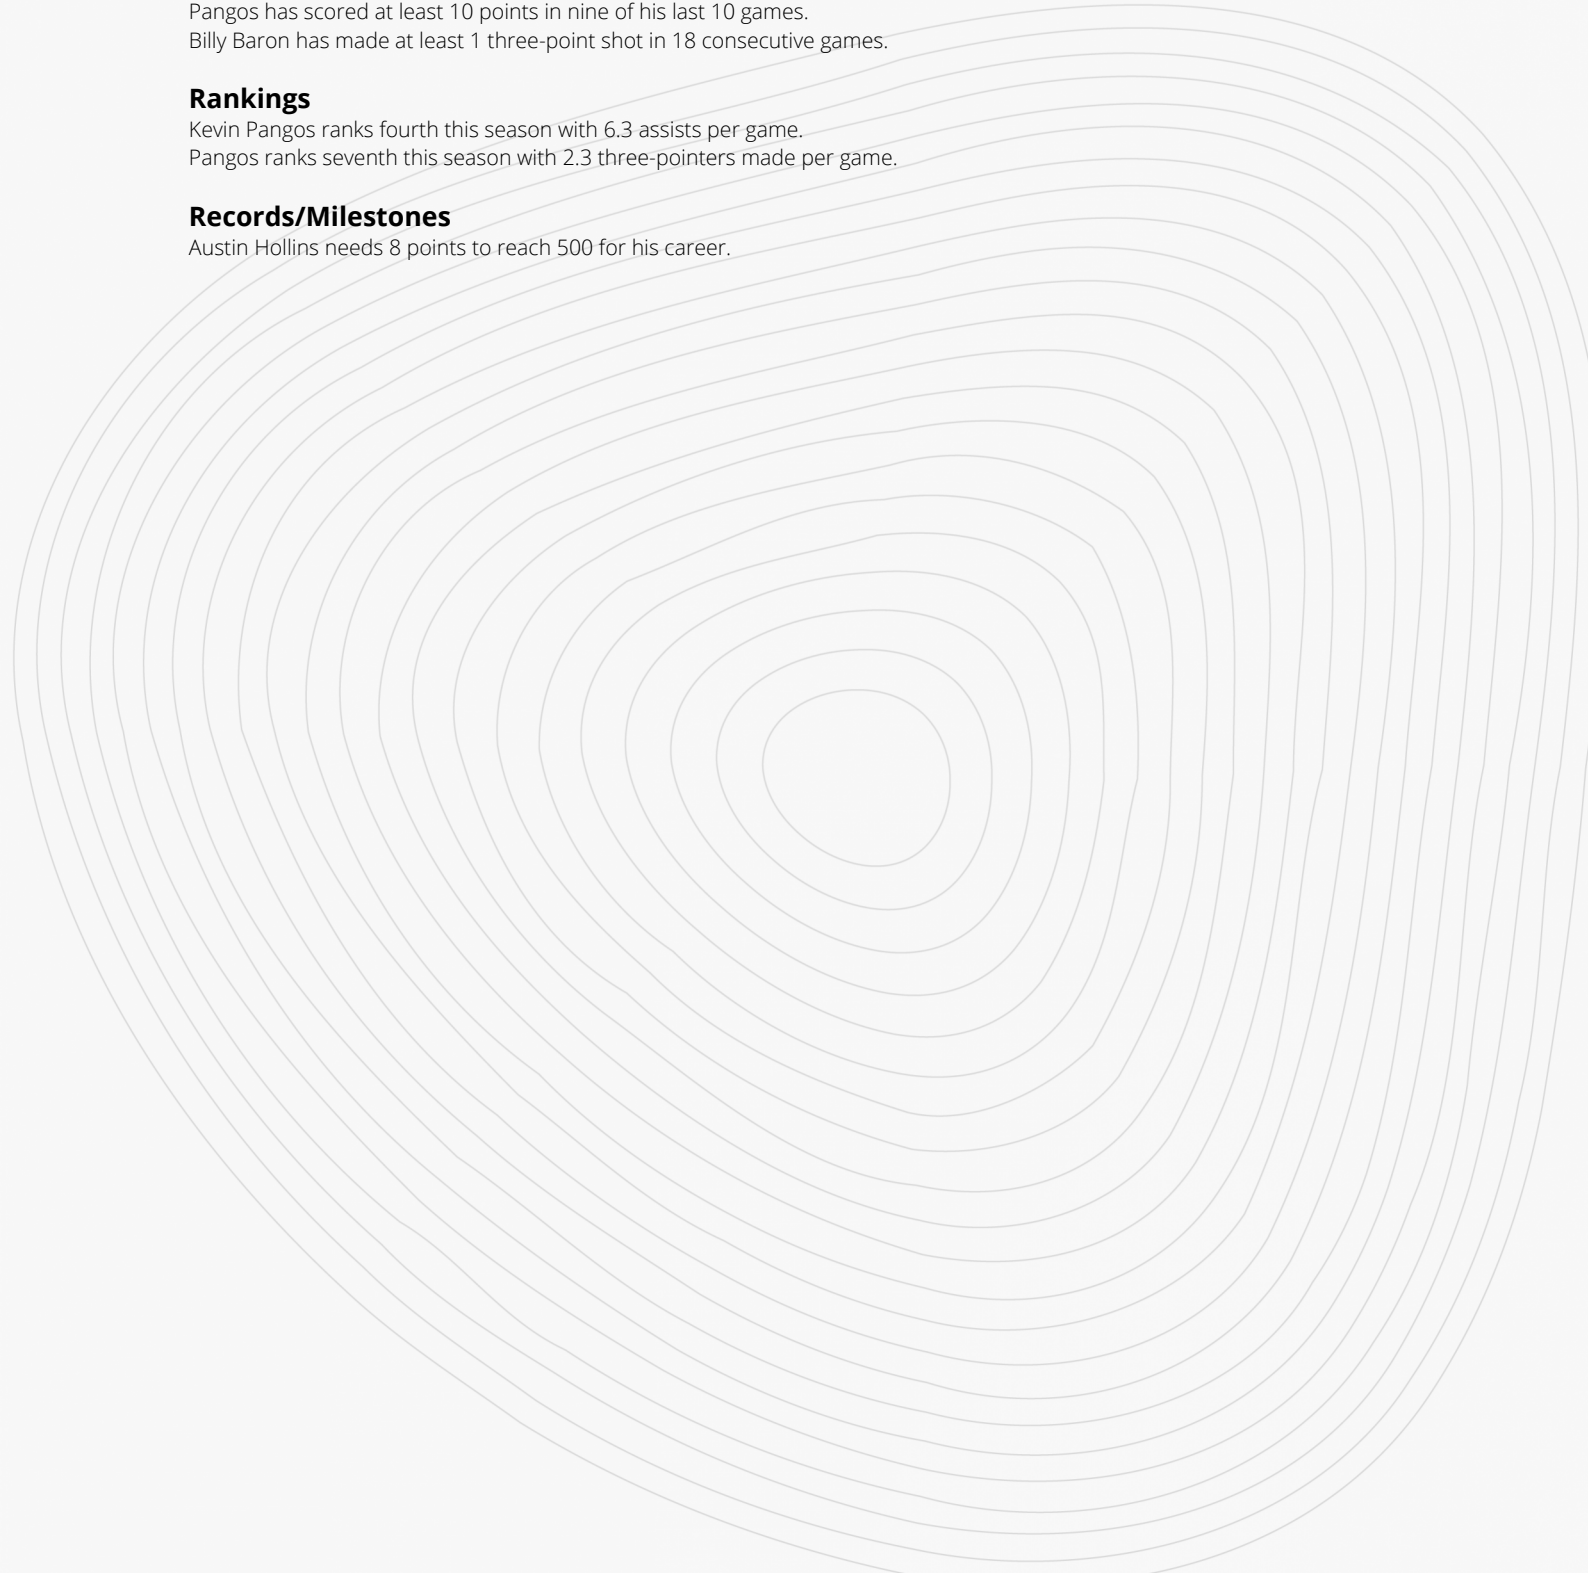 Pangos has scored at least 10 points in nine of his last 10 games.
Billy Baron has made at least 1 three-point shot in 18 consecutive games.
Rankings
Kevin Pangos ranks fourth this season with 6.3 assists per game.
Pangos ranks seventh this season with 2.3 three-pointers made per game.
Records/Milestones
Austin Hollins needs 8 points to reach 500 for his career.